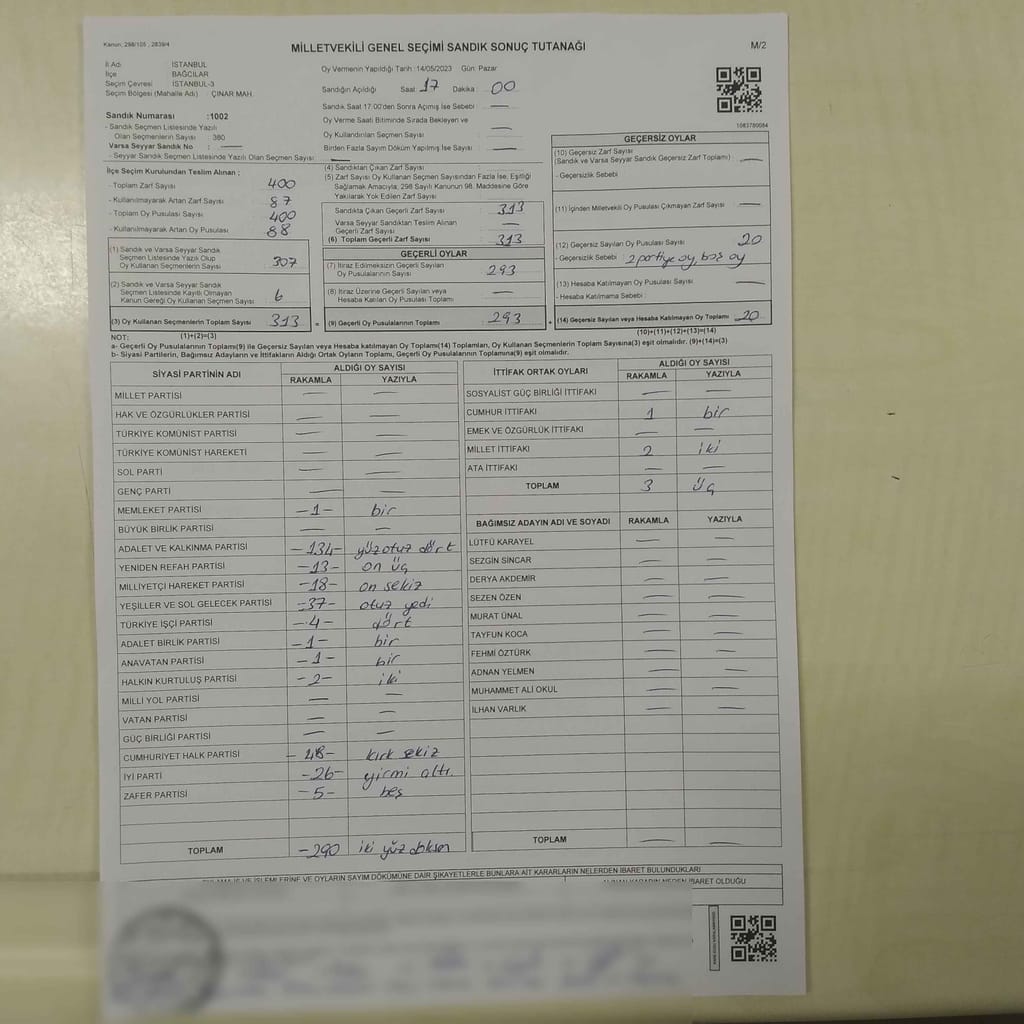 Kanun; 298/105 , 2839/4
MİLLETVEKİLİ GENEL SEÇİMİ SANDIK SONUÇ TUTANAĞI
M/2
İl Adı : İSTANBUL
İlçe : BAĞCILAR
Seçim Çevresi : İSTANBUL-3
Seçim Bölgesi (Mahalle Adı) : ÇINAR MAH.
Oy Vermenin Yapıldığı Tarih :14/05/2023 Gün: Pazar
Sandığın Açıldığı Saat: 17 Dakika : 00
Sandık Saat 17:00'den Sonra Açımış İse Sebebi : —
Oy Verme Saati Bitiminde Sırada Bekleyen ve
Oy Kullandırılan Seçmen Sayısı : —
Birden Fazla Sayım Döküm Yapılmış İse Sayısı : —
1083780084
Sandık Numarası :1002
- Sandık Seçmen Listesinde Yazılı
Olan Seçmenlerin Sayısı : 380
Varsa Seyyar Sandık No : —
- Seyyar Sandık Seçmen Listesinde Yazılı Olan Seçmen Sayısı : —
İlçe Seçim Kurulundan Teslim Alınan ;
- Toplam Zarf Sayısı : 400
- Kullanılmayarak Artan Zarf Sayısı : 87
- Toplam Oy Pusulası Sayısı : 400
- Kullanılmayarak Artan Oy Pusulası : 88
(1) Sandık ve Varsa Seyyar Sandık
Seçmen Listesinde Yazılı Olup
Oy Kullanan Seçmenlerin Sayısı : 307
(2) Sandık ve Varsa Seyyar Sandık
Seçmen Listesinde Kayıtlı Olmayan
Kanun Gereği Oy Kullanan Seçmen Sayısı : 6
(3) Oy Kullanan Seçmenlerin Toplam Sayısı : 313
(1)+(2)=(3)
(4) Sandıktan Çıkan Zarf Sayısı :
(5) Zarf Sayısı Oy Kullanan Seçmen Sayısından Fazla İse, Eşitliği
Sağlamak Amacıyla, 298 Sayılı Kanunun 98. Maddesine Göre
Yakılarak Yok Edilen Zarf Sayısı :
Sandıkta Çıkan Geçerli Zarf Sayısı : 313
Varsa Seyyar Sandıktan Teslim Alınan
Geçerli Zarf Sayısı : —
(6) Toplam Geçerli Zarf Sayısı : 313
GEÇERLİ OYLAR
(7) İtiraz Edilmeksizin Geçerli Sayılan
Oy Pusulalarının Sayısı : 293
(8) İtiraz Üzerine Geçerli Sayılan veya
Hesaba Katılan Oy Pusulası Toplamı : —
= (9) Geçerli Oy Pusulalarının Toplamı : 293
GEÇERSİZ OYLAR
(10) Geçersiz Zarf Sayısı
(Sandık ve Varsa Seyyar Sandık Geçersiz Zarf Toplamı) : —
- Geçersizlik Sebebi :
(11) İçinden Milletvekili Oy Pusulası Çıkmayan Zarf Sayısı : —
(12) Geçersiz Sayılan Oy Pusulası Sayısı : 20
- Geçersizlik Sebebi : 2 partiye oy, boş oy
(13) Hesaba Katılmayan Oy Pusulası Sayısı : —
- Hesaba Katılmama Sebebi :
+ (14) Geçersiz Sayılan veya Hesaba Katılmayan Oy Toplamı : 20
(10)+(11)+(12)+(13)=(14)
NOT:
a- Geçerli Oy Pusulalarının Toplamı(9) ile Geçersiz Sayılan veya Hesaba katılmayan Oy Toplamı(14) Toplamları, Oy Kullanan Seçmenlerin Toplam Sayısına(3) eşit olmalıdır. (9)+(14)=(3)
b- Siyasi Partilerin, Bağımsız Adayların ve İttifakların Aldığı Ortak Oyların Toplamı, Geçerli Oy Pusulalarının Toplamına(9) eşit olmalıdır.
SİYASİ PARTİNİN ADI ALDIĞI OY SAYISI
RAKAMLA YAZIYLA
MİLLET PARTİSİ — —
HAK VE ÖZGÜRLÜKLER PARTİSİ — —
TÜRKİYE KOMÜNİST PARTİSİ — —
TÜRKİYE KOMÜNİST HAREKETİ — —
SOL PARTİ — —
GENÇ PARTİ — —
MEMLEKET PARTİSİ -1- bir
BÜYÜK BİRLİK PARTİSİ — —
ADALET VE KALKINMA PARTİSİ -134- yüzotuz dört
YENİDEN REFAH PARTİSİ -13- on üç
MİLLİYETÇİ HAREKET PARTİSİ -18- on sekiz
YEŞİLLER VE SOL GELECEK PARTİSİ -37- otuz yedi
TÜRKİYE İŞÇİ PARTİSİ -4- dört
ADALET BİRLİK PARTİSİ -1- bir
ANAVATAN PARTİSİ -1- bir
HALKIN KURTULUŞ PARTİSİ -2- iki
MİLLİ YOL PARTİSİ — —
VATAN PARTİSİ — —
GÜÇ BİRLİĞİ PARTİSİ — —
CUMHURİYET HALK PARTİSİ -48- kırk sekiz
İYİ PARTİ -26- yirmi altı.
ZAFER PARTİSİ -5- beş
TOPLAM -290 iki yüz
İTTİFAK ORTAK OYLARI ALDIĞI OY SAYISI
RAKAMLA YAZIYLA
SOSYALİST GÜÇ BİRLİĞİ İTTİFAKI — —
CUMHUR İTTİFAKI 1 bir
EMEK VE ÖZGÜRLÜK İTTİFAKI — —
MİLLET İTTİFAKI 2 iki
ATA İTTİFAKI — —
TOPLAM 3 üç
BAĞIMSIZ ADAYIN ADI VE SOYADI RAKAMLA YAZIYLA
LÜTFÜ KARAYEL — —
SEZGİN SİNCAR — —
DERYA AKDEMİR — —
SEZEN ÖZEN — —
MURAT ÜNAL — —
TAYFUN KOCA — —
FEHMİ ÖZTÜRK — —
ADNAN YELMEN — —
MUHAMMET ALİ OKUL — —
İLHAN VARLIK — —
TOPLAM — —
İŞ VE İŞLEMLERİNE VE OYLARIN SAYIM DÖKÜMÜNE DAİR ŞİKAYETLERLE BUNLARA AİT KARARLARIN NELERDEN İBARET BULUNDUKLARI
ALINAN KARARIN NEDEN İBARET OLDUĞU